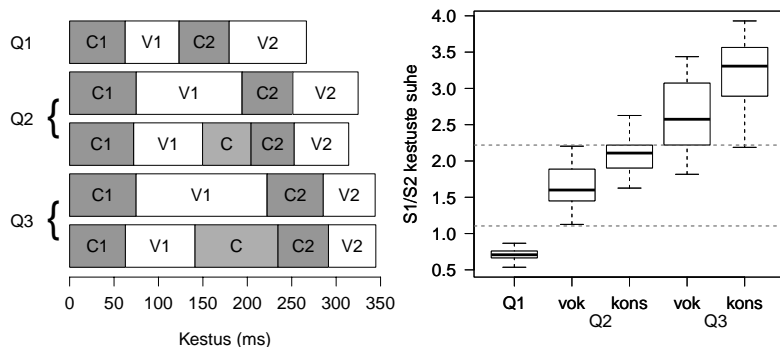 Q1
C1 V1 C2 V2
Q2
C1 V1 C2 V2
C1 V1 C C2 V2
Q3
C1 V1 C2 V2
C1 V1 C C2 V2
0 50 100 150 200 250 300 350
Kestus (ms)
S1/S2 kestuste suhe
4.0
3.5
3.0
2.5
2.0
1.5
1.0
0.5
Q1 vok kons vok kons
Q2 Q3